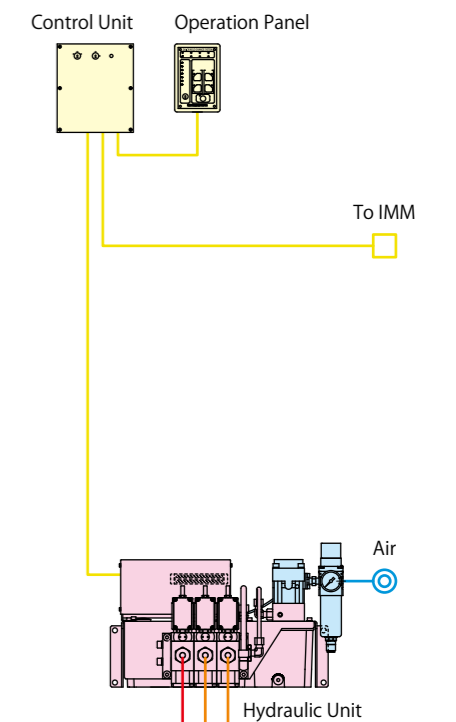 Control Unit
Operation Panel
To IMM
Air
Hydraulic Unit